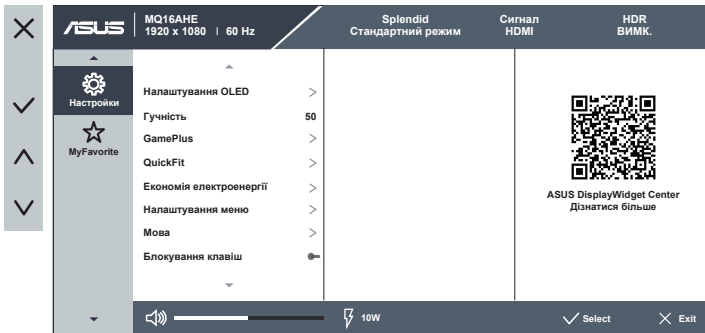 ASUS
MQ16AHE
1920 x 1080 | 60 Hz
Splendid
Стандартний режим
Сигнал
HDMI
HDR
ВИМК.
Настройки
MyFavorite
Налаштування OLED
Гучність 50
GamePlus
QuickFit
Економія електроенергії
Налаштування меню
Мова
Блокування клавіш
ASUS DisplayWidget Center
Дізнатися більше
10W
Select
Exit